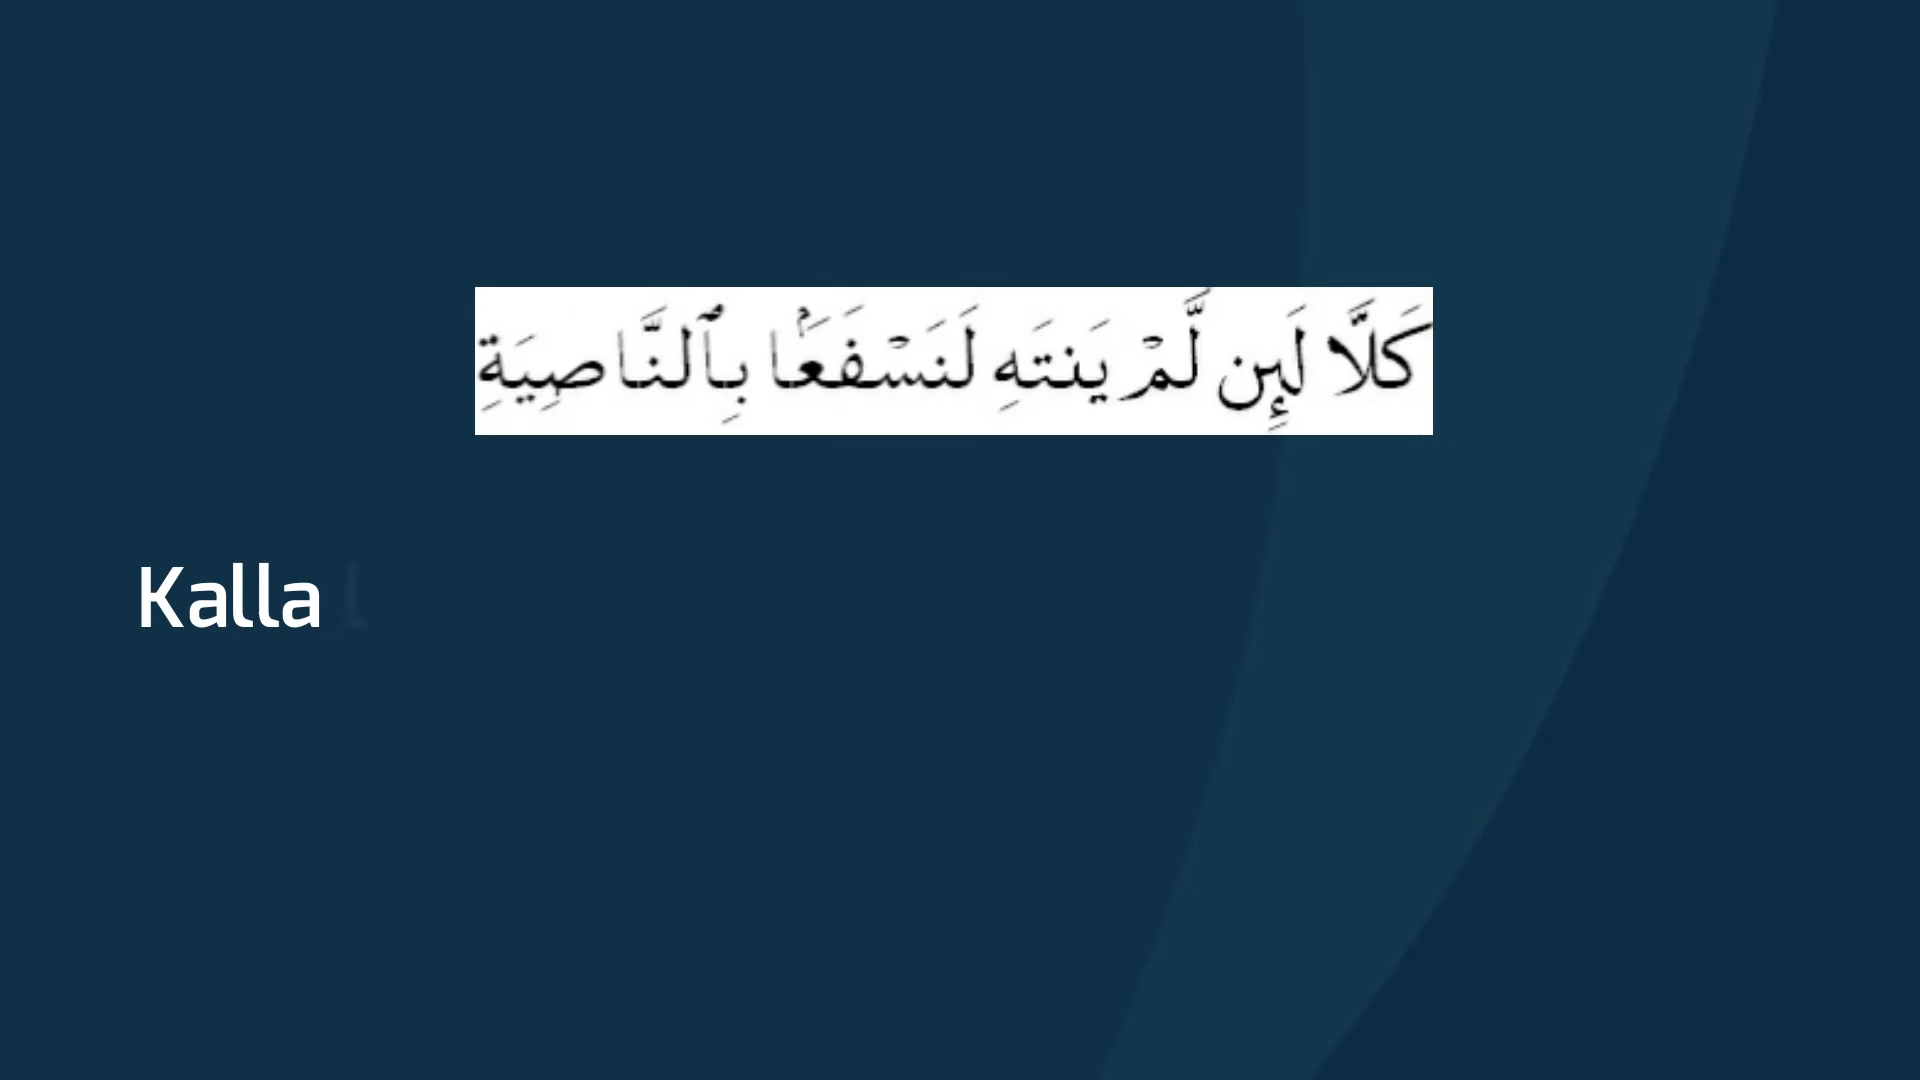 كَلَّا لَئِن لَّمْ يَنتَهِ لَنَسْفَعًۢا بِٱلنَّاصِيَةِ
Kalla